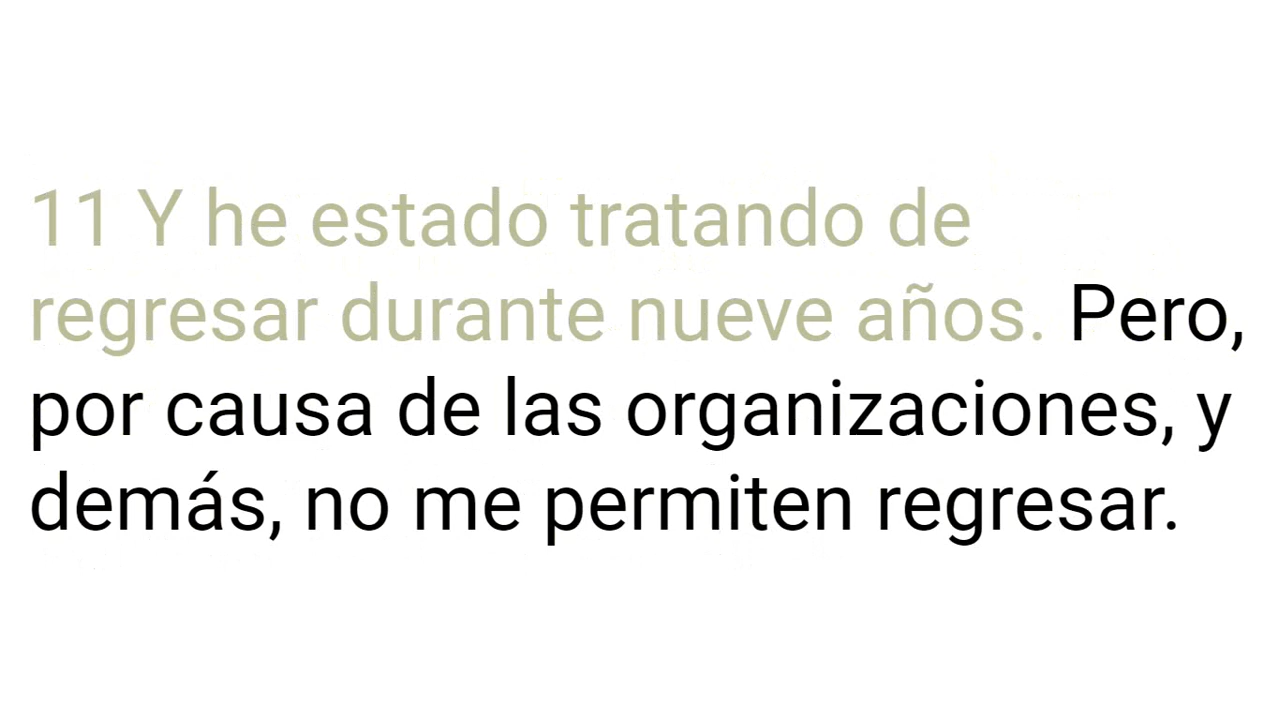 11 Y he estado tratando de
regresar durante nueve años. Pero,
por causa de las organizaciones, y
demás, no me permiten regresar.